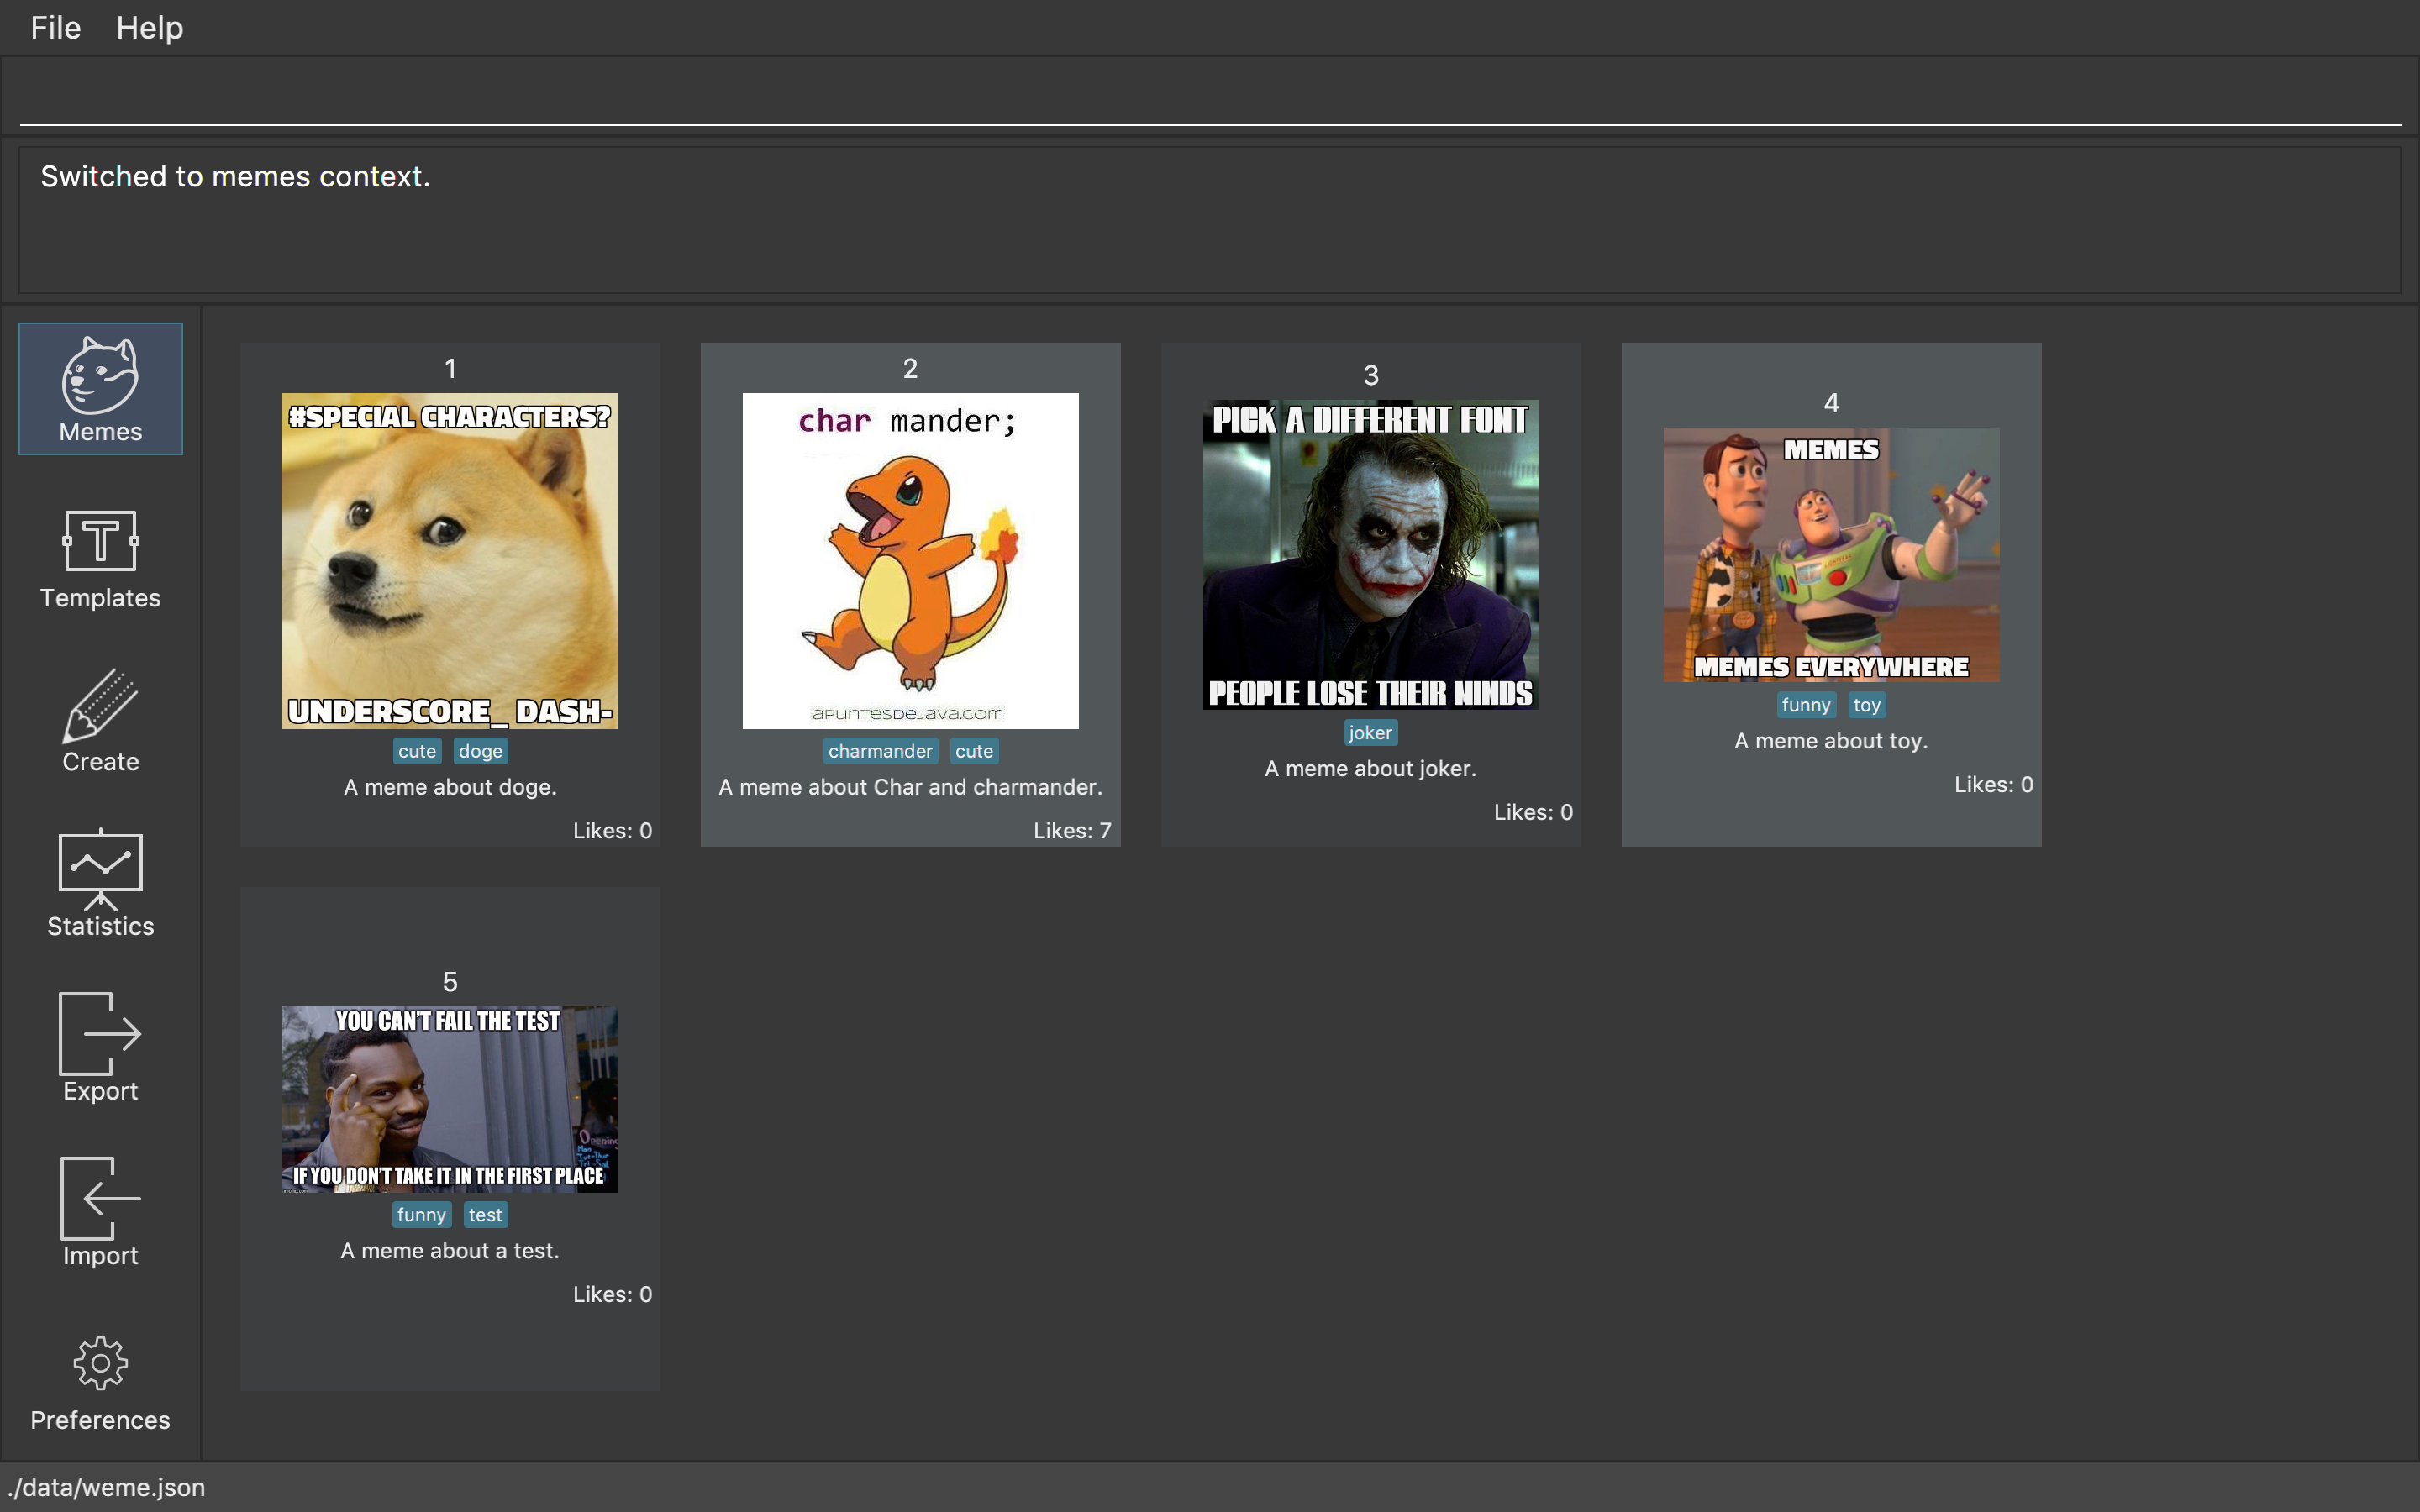 File Help
Switched to memes context.
Memes
Templates
Create
Statistics
Export
Import
Preferences
1
#SPECIAL CHARACTERS?
UNDERSCORE_ DASH-
cute doge
A meme about doge.
Likes: 0
2
char mander;
apuntesdejava.com
charmander cute
A meme about Char and charmander.
Likes: 7
3
PICK A DIFFERENT FONT
PEOPLE LOSE THEIR MINDS
joker
A meme about joker.
Likes: 0
4
MEMES
MEMES EVERYWHERE
funny toy
A meme about toy.
Likes: 0
5
YOU CAN'T FAIL THE TEST
Opening
IF YOU DON'T TAKE IT IN THE FIRST PLACE
funny test
A meme about a test.
Likes: 0
./data/weme.json